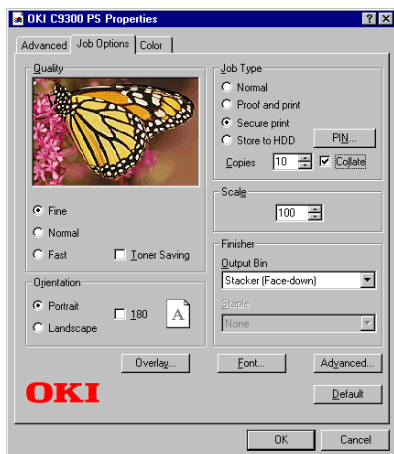 OKI C9300 PS Properties
Advanced
Job Options
Color
Quality
Fine
Normal
Fast
Toner Saving
Orientation
Portrait
Landscape
180
A
Job Type
Normal
Proof and print
Secure print
Store to HDD
PIN...
Copies
10
Collate
Scale
100
Finisher
Output Bin
Stacker (Face-down)
Staple
None
Overlay...
Font...
Advanced...
OKI
Default
OK
Cancel